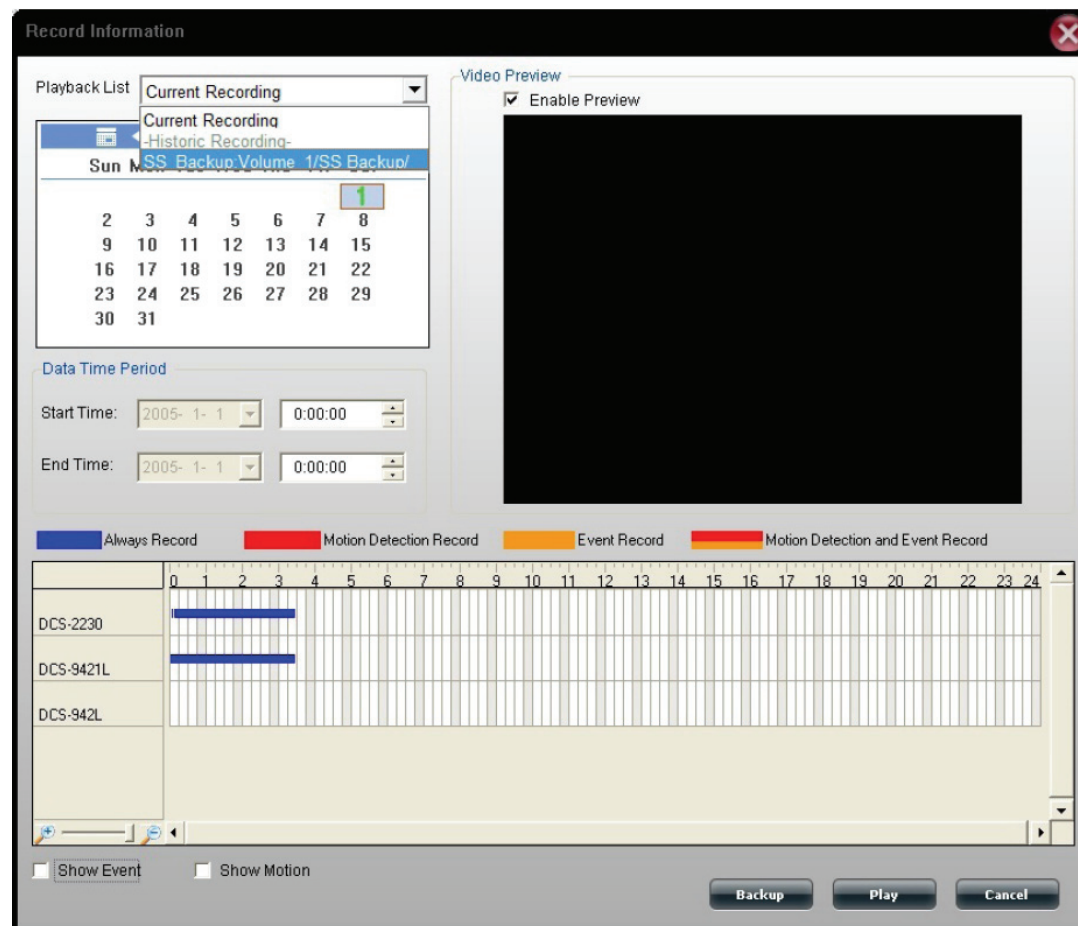 Record Information
Playback List
Current Recording
Current Recording
-Historic Recording-
SS_Backup:Volume_1/SS Backup/
Sun
1
2 3 4 5 6 7 8
9 10 11 12 13 14 15
16 17 18 19 20 21 22
23 24 25 26 27 28 29
30 31
Video Preview
Enable Preview
Data Time Period
Start Time: 2005- 1- 1 0:00:00
End Time: 2005- 1- 1 0:00:00
Always Record Motion Detection Record Event Record Motion Detection and Event Record
0 1 2 3 4 5 6 7 8 9 10 11 12 13 14 15 16 17 18 19 20 21 22 23 24
DCS-2230
DCS-9421L
DCS-942L
Show Event Show Motion
Backup Play Cancel